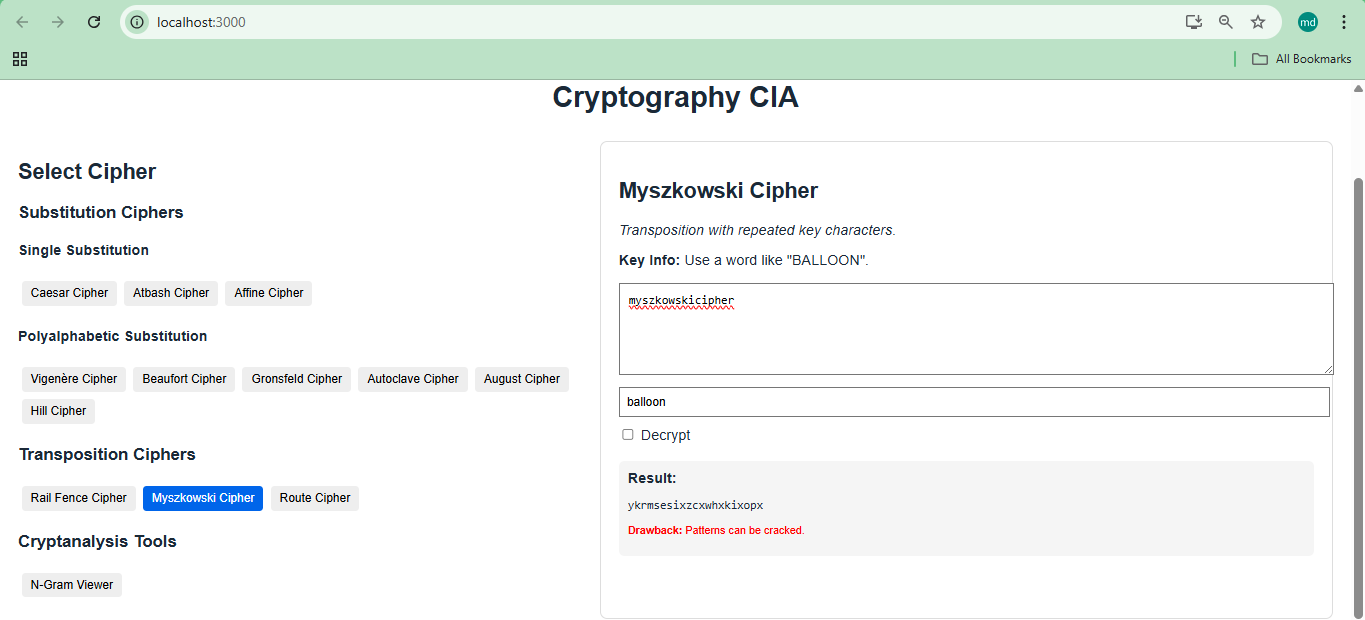 localhost:3000
md
All Bookmarks
Cryptography CIA
Select Cipher
Substitution Ciphers
Single Substitution
Caesar Cipher Atbash Cipher Affine Cipher
Polyalphabetic Substitution
Vigenère Cipher Beaufort Cipher Gronsfeld Cipher Autoclave Cipher August Cipher
Hill Cipher
Transposition Ciphers
Rail Fence Cipher Myszkowski Cipher Route Cipher
Cryptanalysis Tools
N-Gram Viewer
Myszkowski Cipher
Transposition with repeated key characters.
Key Info: Use a word like "BALLOON".
myszkowskicipher
balloon
Decrypt
Result:
ykrmsesixzcxwhxkixopx
Drawback: Patterns can be cracked.